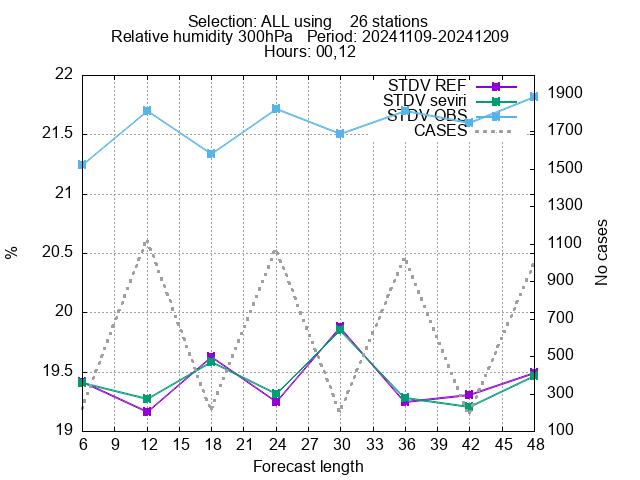 Selection: ALL using    26 stations
Relative humidity 300hPa   Period: 20241109-20241209
Hours: 00,12
STDV REF
STDV seviri
STDV OBS
CASES
22
21.5
21
20.5
20
19.5
19
%
1900
1700
1500
1300
1100
900
700
500
300
100
No cases
6 9 12 15 18 21 24 27 30 33 36 39 42 45 48
Forecast length